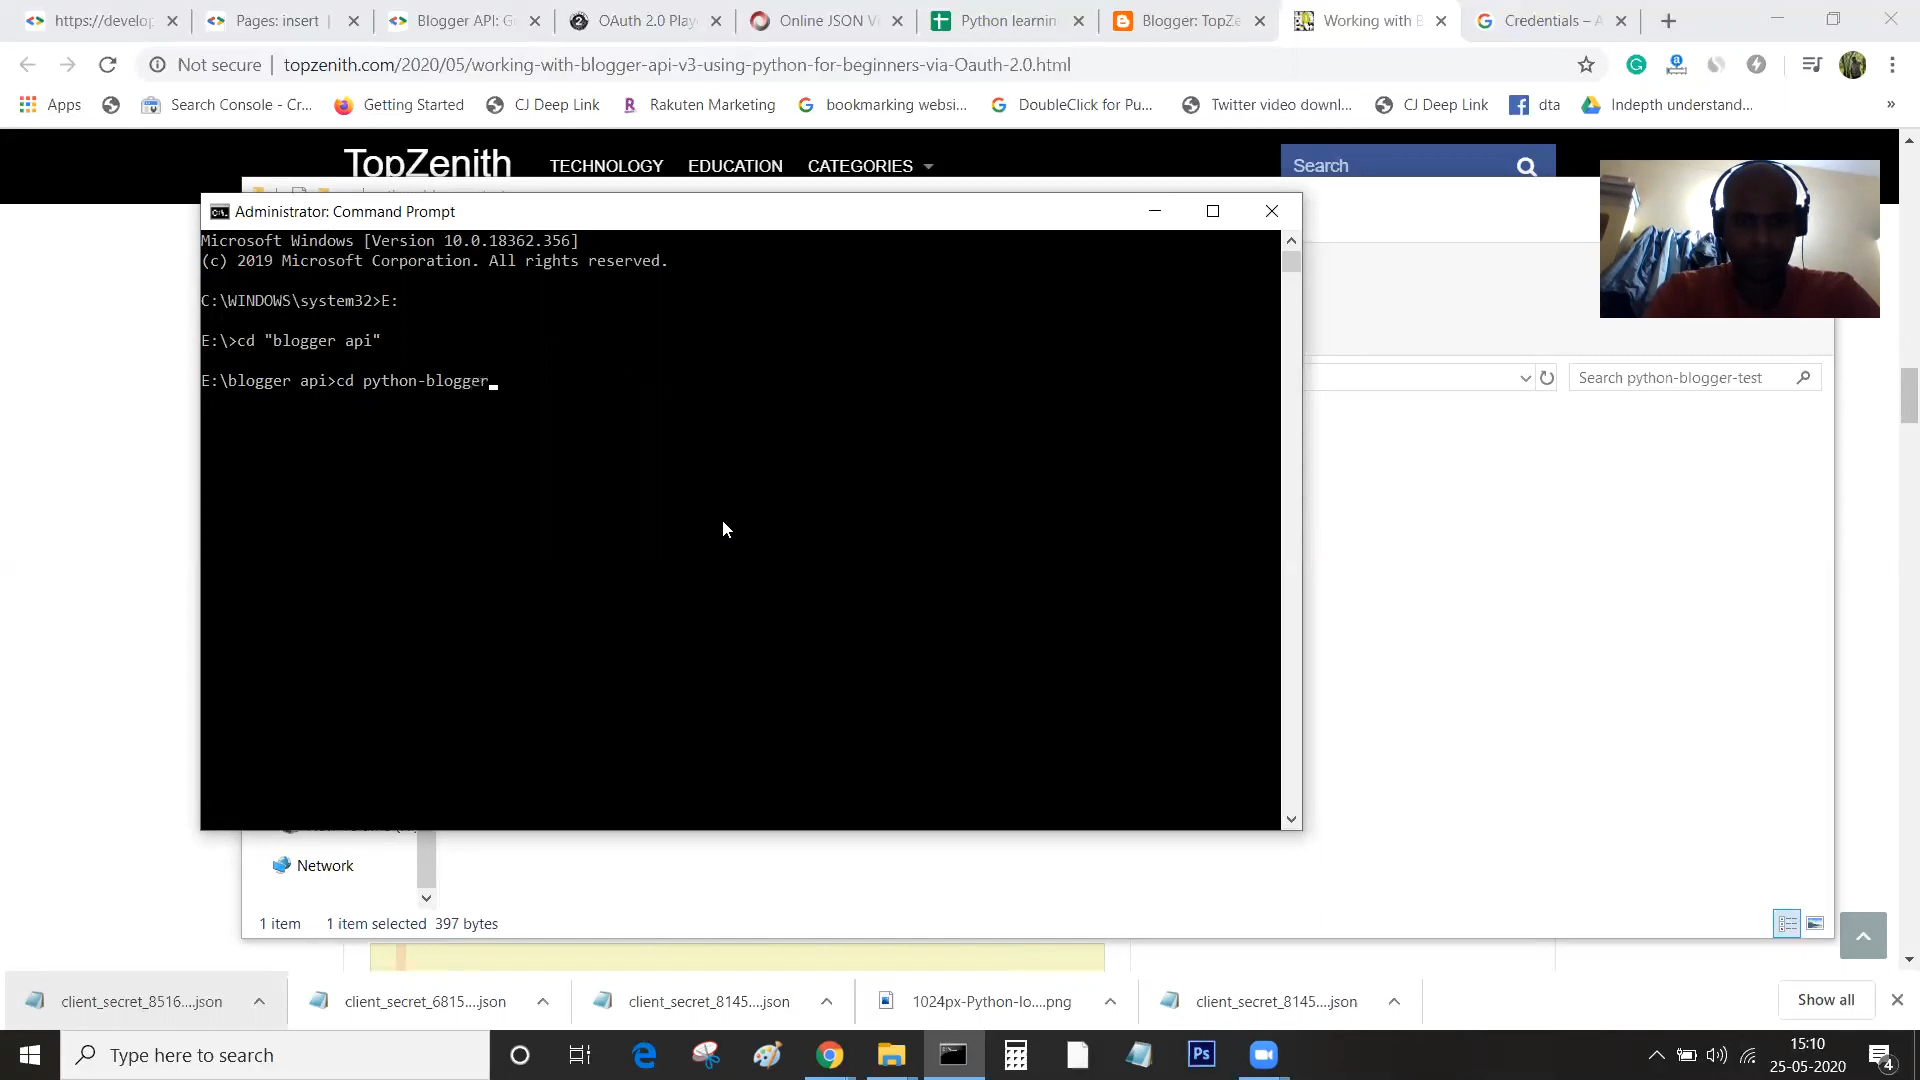 https://develop
Pages: insert |
Blogger API: G
OAuth 2.0 Play
Online JSON V
Python learnin
Blogger: TopZe
Working with B
Credentials – A
Not secure
topzenith.com/2020/05/working-with-blogger-api-v3-using-python-for-beginners-via-Oauth-2.0.html
Apps
Search Console - Cr...
Getting Started
CJ Deep Link
Rakuten Marketing
bookmarking websi...
DoubleClick for Pu...
Twitter video downl...
CJ Deep Link
dta
Indepth understand...
»
TopZenith
TECHNOLOGY
EDUCATION
CATEGORIES
Search
Administrator: Command Prompt
Microsoft Windows [Version 10.0.18362.356]
(c) 2019 Microsoft Corporation. All rights reserved.
C:\WINDOWS\system32>E:
E:\>cd "blogger api"
E:\blogger api>cd python-blogger
Search python-blogger-test
Network
1 item
1 item selected 397 bytes
client_secret_8516....json
client_secret_6815....json
client_secret_8145....json
1024px-Python-lo....png
client_secret_8145....json
Show all
Type here to search
Ps
15:10
25-05-2020
4